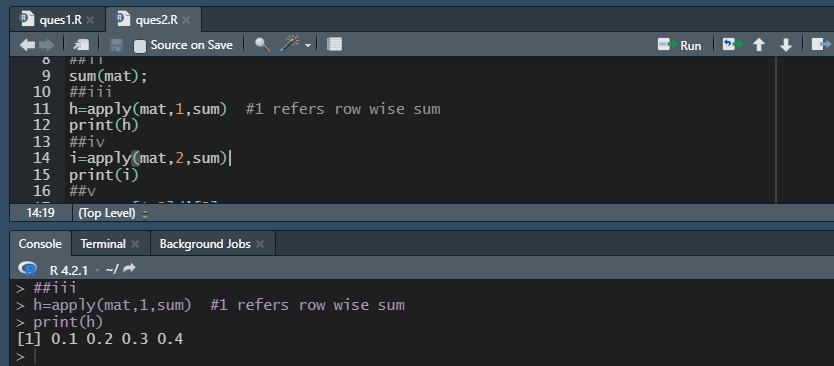 ques1.R ques2.R
Source on Save Run
8 ##ii
9 sum(mat);
10 ##iii
11 h=apply(mat,1,sum)  #1 refers row wise sum
12 print(h)
13 ##iv
14 i=apply(mat,2,sum)
15 print(i)
16 ##v
14:19 (Top Level)
Console Terminal Background Jobs
R R 4.2.1 · ~/
> ##iii
> h=apply(mat,1,sum)  #1 refers row wise sum
> print(h)
[1] 0.1 0.2 0.3 0.4
>